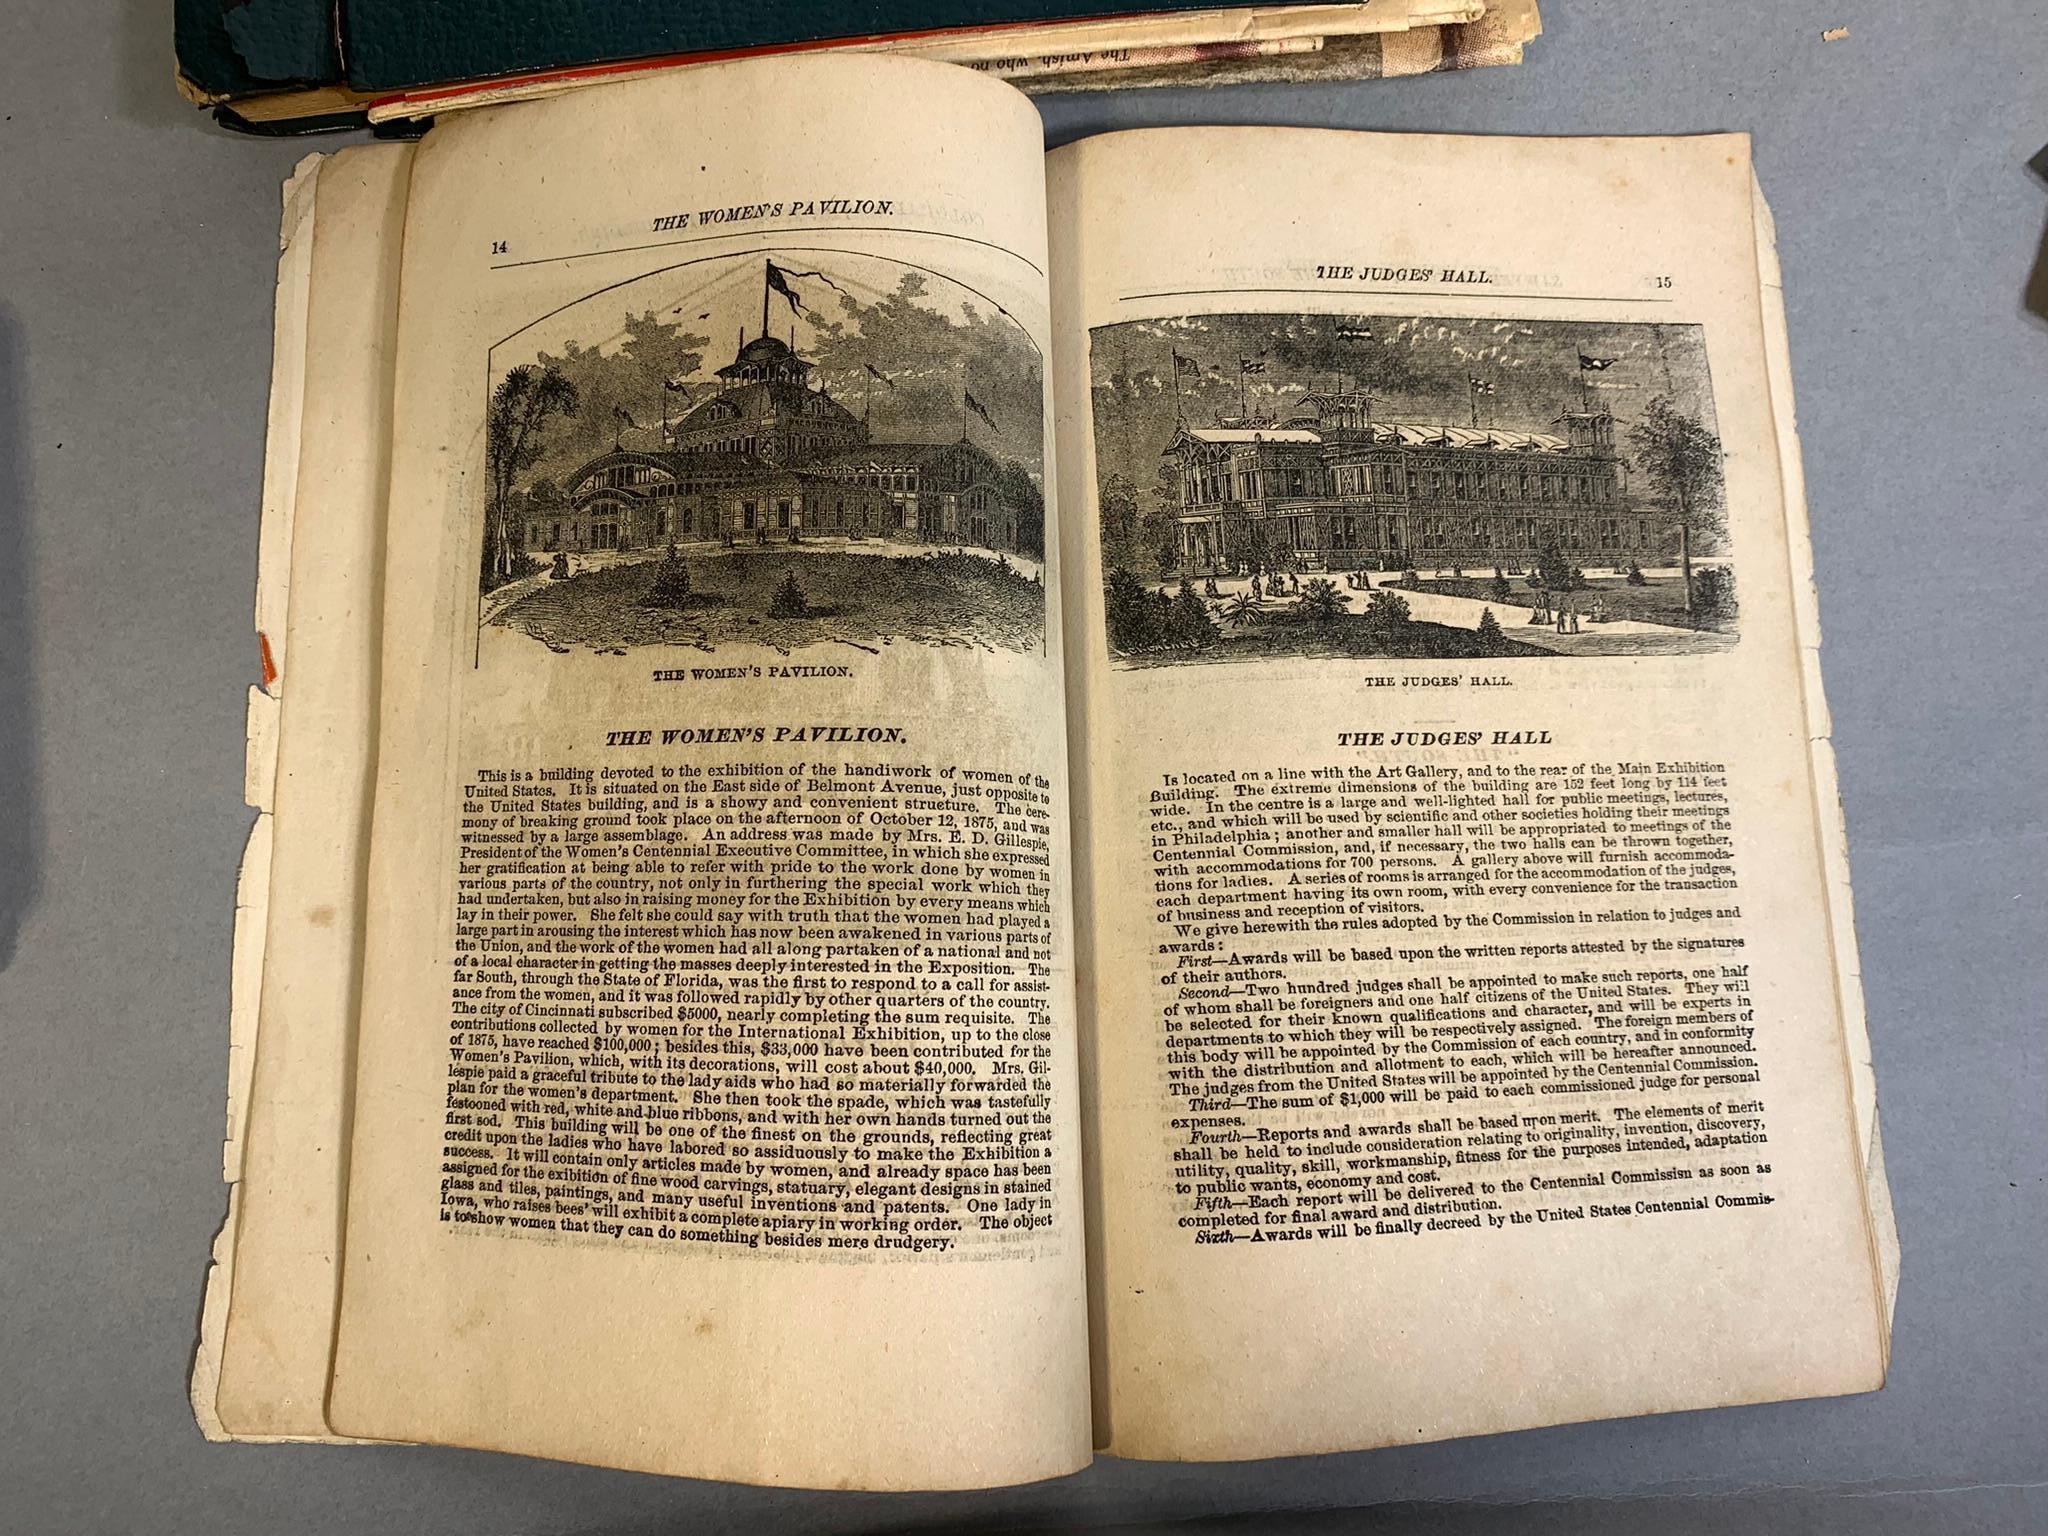 The Amish, who no
THE WOMEN'S PAVILION.
14
THE WOMEN'S PAVILION.
THE WOMEN'S PAVILION.
This is a building devoted to the exhibition of the handiwork of women of the
United States. It is situated on the East side of Belmont Avenue, just opposite to
the United States building, and is a showy and convenient structure. The cere-
mony of breaking ground took place on the afternoon of October 12, 1875, and was
witnessed by a large assemblage. An address was made by Mrs. E. D. Gillespie,
President of the Women's Centennial Executive Committee, in which she expressed
her gratification at being able to refer with pride to the work done by women in
various parts of the country, not only in furthering the special work which they
had undertaken, but also in raising money for the Exhibition by every means which
lay in their power. She felt she could say with truth that the women had played a
large part in arousing the interest which has now been awakened in various parts of
the Union, and the work of the women had all along partaken of a national and not
of a local character in getting the masses deeply interested in the Exposition. The
far South, through the State of Florida, was the first to respond to a call for assist-
ance from the women, and it was followed rapidly by other quarters of the country.
The city of Cincinnati subscribed $5000, nearly completing the sum requisite. The
contributions collected by women for the International Exhibition, up to the close
of 1875, have reached $100,000; besides this, $33,000 have been contributed for the
Women's Pavilion, which, with its decorations, will cost about $40,000. Mrs. Gil-
lespie paid a graceful tribute to the lady aids who had so materially forwarded the
plan for the women's department. She then took the spade, which was tastefully
festooned with red, white and blue ribbons, and with her own hands turned out the
first sod. This building will be one of the finest on the grounds, reflecting great
credit upon the ladies who have labored so assiduously to make the Exhibition a
success. It will contain only articles made by women, and already space has been
assigned for the exibition of fine wood carvings, statuary, elegant designs in stained
glass and tiles, paintings, and many useful inventions and patents. One lady in
Iowa, who raises bees' will exhibit a complete apiary in working order. The object
is to show women that they can do something besides mere drudgery.
THE JUDGES' HALL.
15
THE JUDGES' HALL.
THE JUDGES' HALL
Is located on a line with the Art Gallery, and to the rear of the Main Exhibition
Building. The extreme dimensions of the building are 152 feet long by 114 feet
wide. In the centre is a large and well-lighted hall for public meetings, lectures,
etc., and which will be used by scientific and other societies holding their meetings
in Philadelphia; another and smaller hall will be appropriated to meetings of the
Centennial Commission, and, if necessary, the two halls can be thrown together,
with accommodations for 700 persons. A gallery above will furnish accommoda-
tions for ladies. A series of rooms is arranged for the accommodation of the judges,
each department having its own room, with every convenience for the transaction
of business and reception of visitors.
We give herewith the rules adopted by the Commission in relation to judges and
awards:
First—Awards will be based upon the written reports attested by the signatures
of their authors.
Second—Two hundred judges shall be appointed to make such reports, one half
of whom shall be foreigners and one half citizens of the United States. They will
be selected for their known qualifications and character, and will be experts in
departments to which they will be respectively assigned. The foreign members of
this body will be appointed by the Commission of each country, and in conformity
with the distribution and allotment to each, which will be hereafter announced.
The judges from the United States will be appointed by the Centennial Commission.
Third—The sum of $1,000 will be paid to each commissioned judge for personal
expenses.
Fourth—Reports and awards shall be based upon merit. The elements of merit
shall be held to include consideration relating to originality, invention, discovery,
utility, quality, skill, workmanship, fitness for the purposes intended, adaptation
to public wants, economy and cost.
Fifth—Each report will be delivered to the Centennial Commissisn as soon as
completed for final award and distribution.
Sixth—Awards will be finally decreed by the United States Centennial Commis-